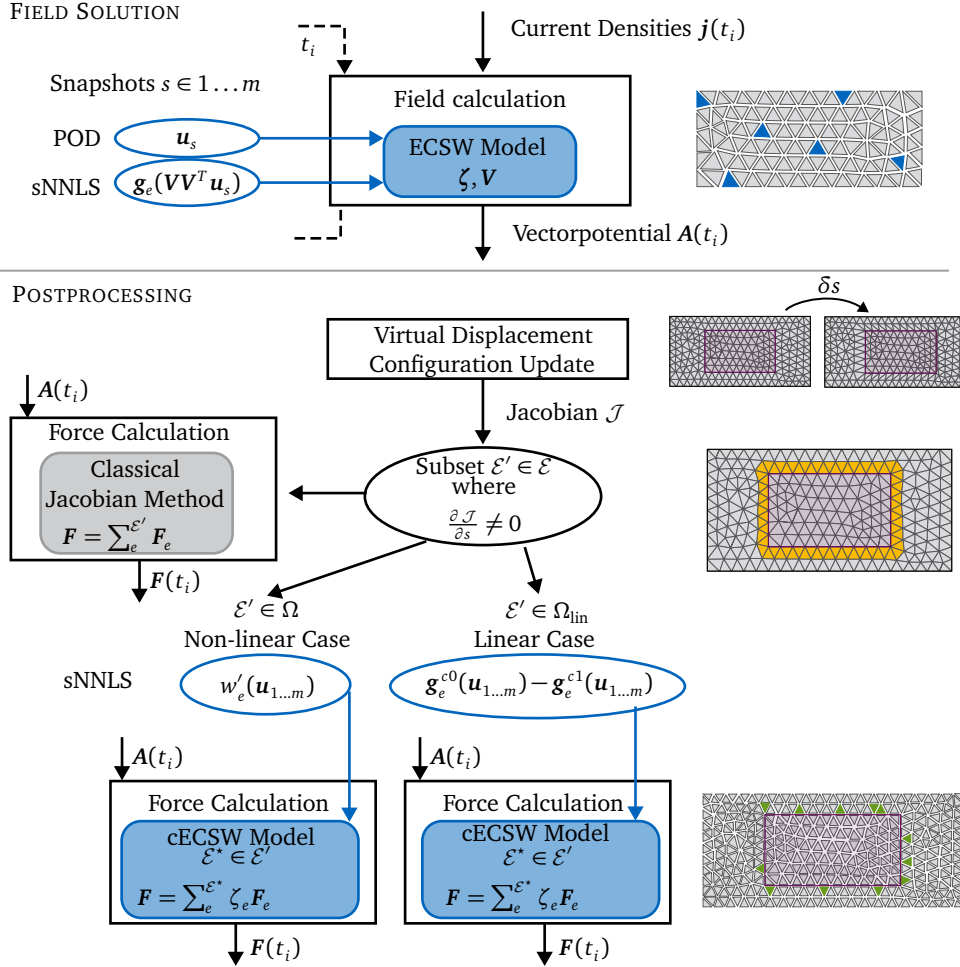 FIELD SOLUTION
t_i
Current Densities j(t_i)
Snapshots s ∈ 1 … m
Field calculation
POD
u_s
ECSW Model
ζ, V
sNNLS
g_e(VV^T u_s)
Vectorpotential A(t_i)
POSTPROCESSING
δs
Virtual Displacement
Configuration Update
A(t_i)
Jacobian 𝒥
Force Calculation
Classical
Jacobian Method
F = ∑_e^{ℰ′} F_e
Subset ℰ′ ∈ ℰ
where
∂𝒥/∂s ≠ 0
F(t_i)
ℰ′ ∈ Ω
Non-linear Case
ℰ′ ∈ Ω_lin
Linear Case
sNNLS
w′_e(u_{1…m})
g_e^{c0}(u_{1…m}) − g_e^{c1}(u_{1…m})
A(t_i)
Force Calculation
cECSW Model
ℰ⋆ ∈ ℰ′
F = ∑_e^{ℰ⋆} ζ_e F_e
F(t_i)
A(t_i)
Force Calculation
cECSW Model
ℰ⋆ ∈ ℰ′
F = ∑_e^{ℰ⋆} ζ_e F_e
F(t_i)